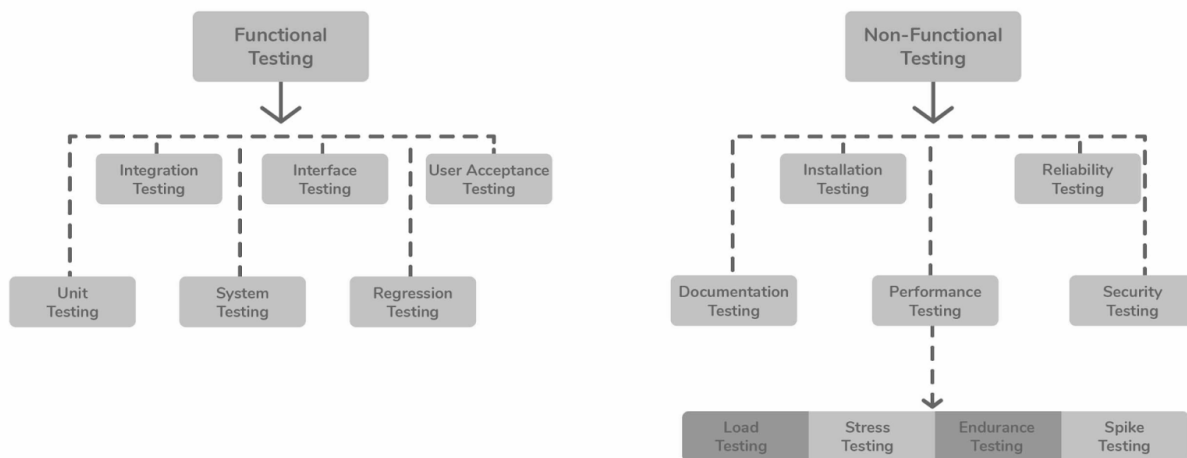 Functional
Testing
Integration
Testing
Interface
Testing
User Acceptance
Testing
Unit
Testing
System
Testing
Regression
Testing
Non-Functional
Testing
Installation
Testing
Reliability
Testing
Documentation
Testing
Performance
Testing
Security
Testing
Load
Testing
Stress
Testing
Endurance
Testing
Spike
Testing